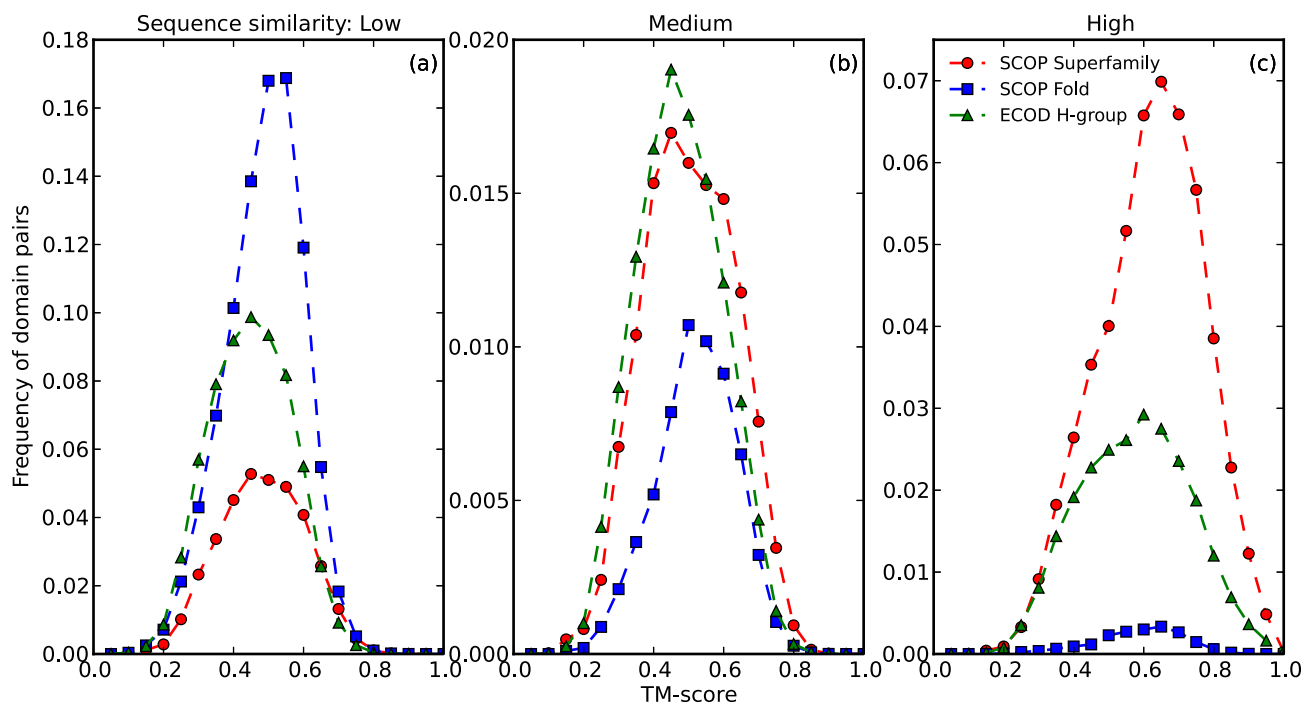 Sequence similarity: Low
Medium
High
Frequency of domain pairs
0.18
0.16
0.14
0.12
0.10
0.08
0.06
0.04
0.02
0.00
(a)
0.0 0.2 0.4 0.6 0.8 1.0
0.020
0.015
0.010
0.005
0.000
(b)
0.2 0.4 0.6 0.8 1.0
TM-score
0.07
0.06
0.05
0.04
0.03
0.02
0.01
0.00
SCOP Superfamily
SCOP Fold
ECOD H-group
(c)
0.2 0.4 0.6 0.8 1.0